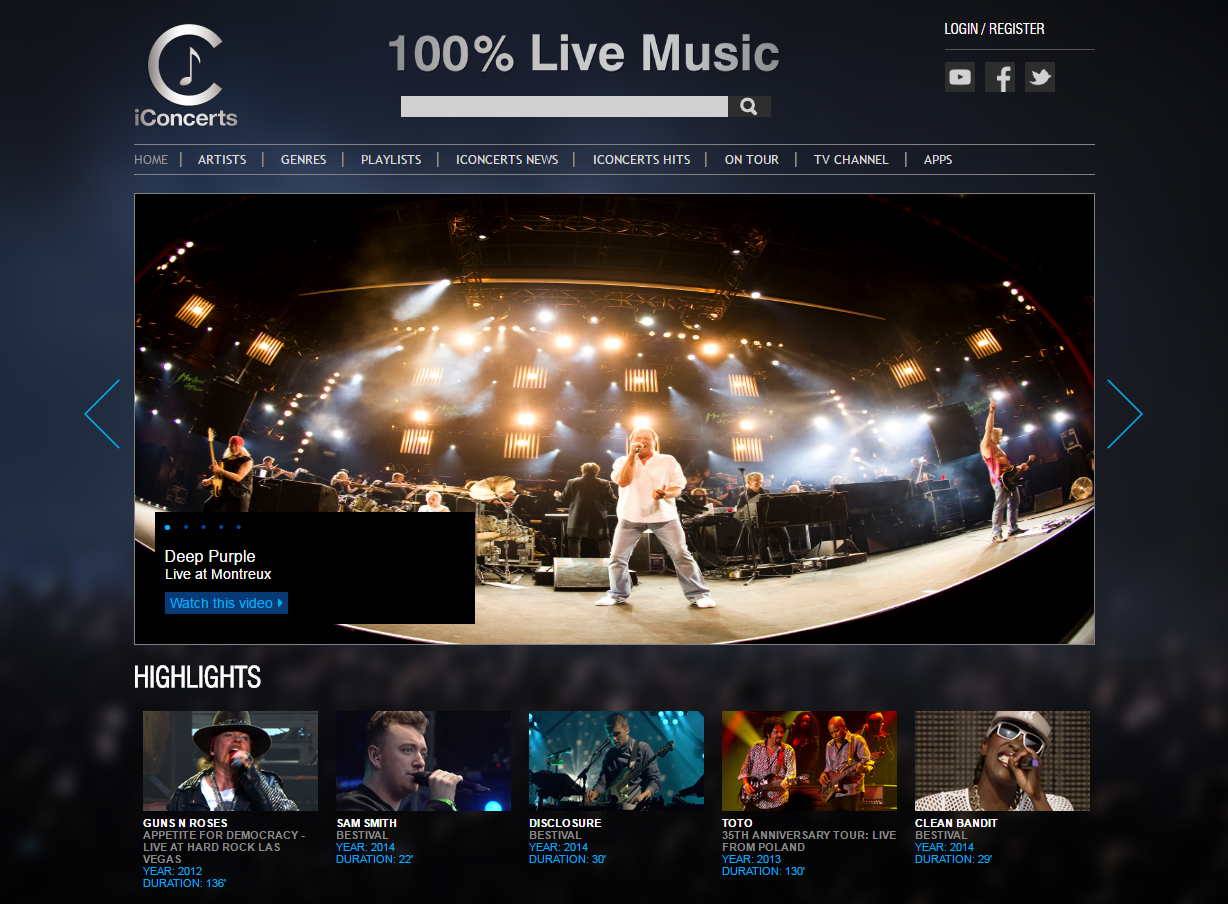 iConcerts
100% Live Music
LOGIN / REGISTER
HOME | ARTISTS | GENRES | PLAYLISTS | ICONCERTS NEWS | ICONCERTS HITS | ON TOUR | TV CHANNEL | APPS
Deep Purple
Live at Montreux
Watch this video
HIGHLIGHTS
GUNS N ROSES
APPETITE FOR DEMOCRACY -
LIVE AT HARD ROCK LAS
VEGAS
YEAR: 2012
DURATION: 136'
SAM SMITH
BESTIVAL
YEAR: 2014
DURATION: 22'
DISCLOSURE
BESTIVAL
YEAR: 2014
DURATION: 30'
TOTO
35TH ANNIVERSARY TOUR: LIVE
FROM POLAND
YEAR: 2013
DURATION: 130'
CLEAN BANDIT
BESTIVAL
YEAR: 2014
DURATION: 29'